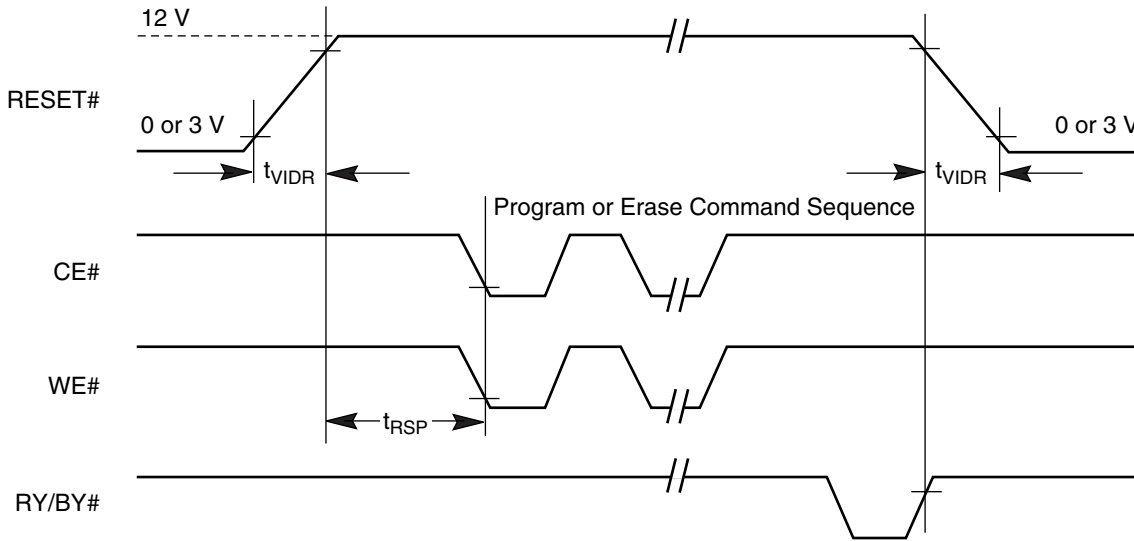 12 V
RESET#
0 or 3 V
0 or 3 V
tVIDR
tVIDR
Program or Erase Command Sequence
CE#
WE#
tRSP
RY/BY#